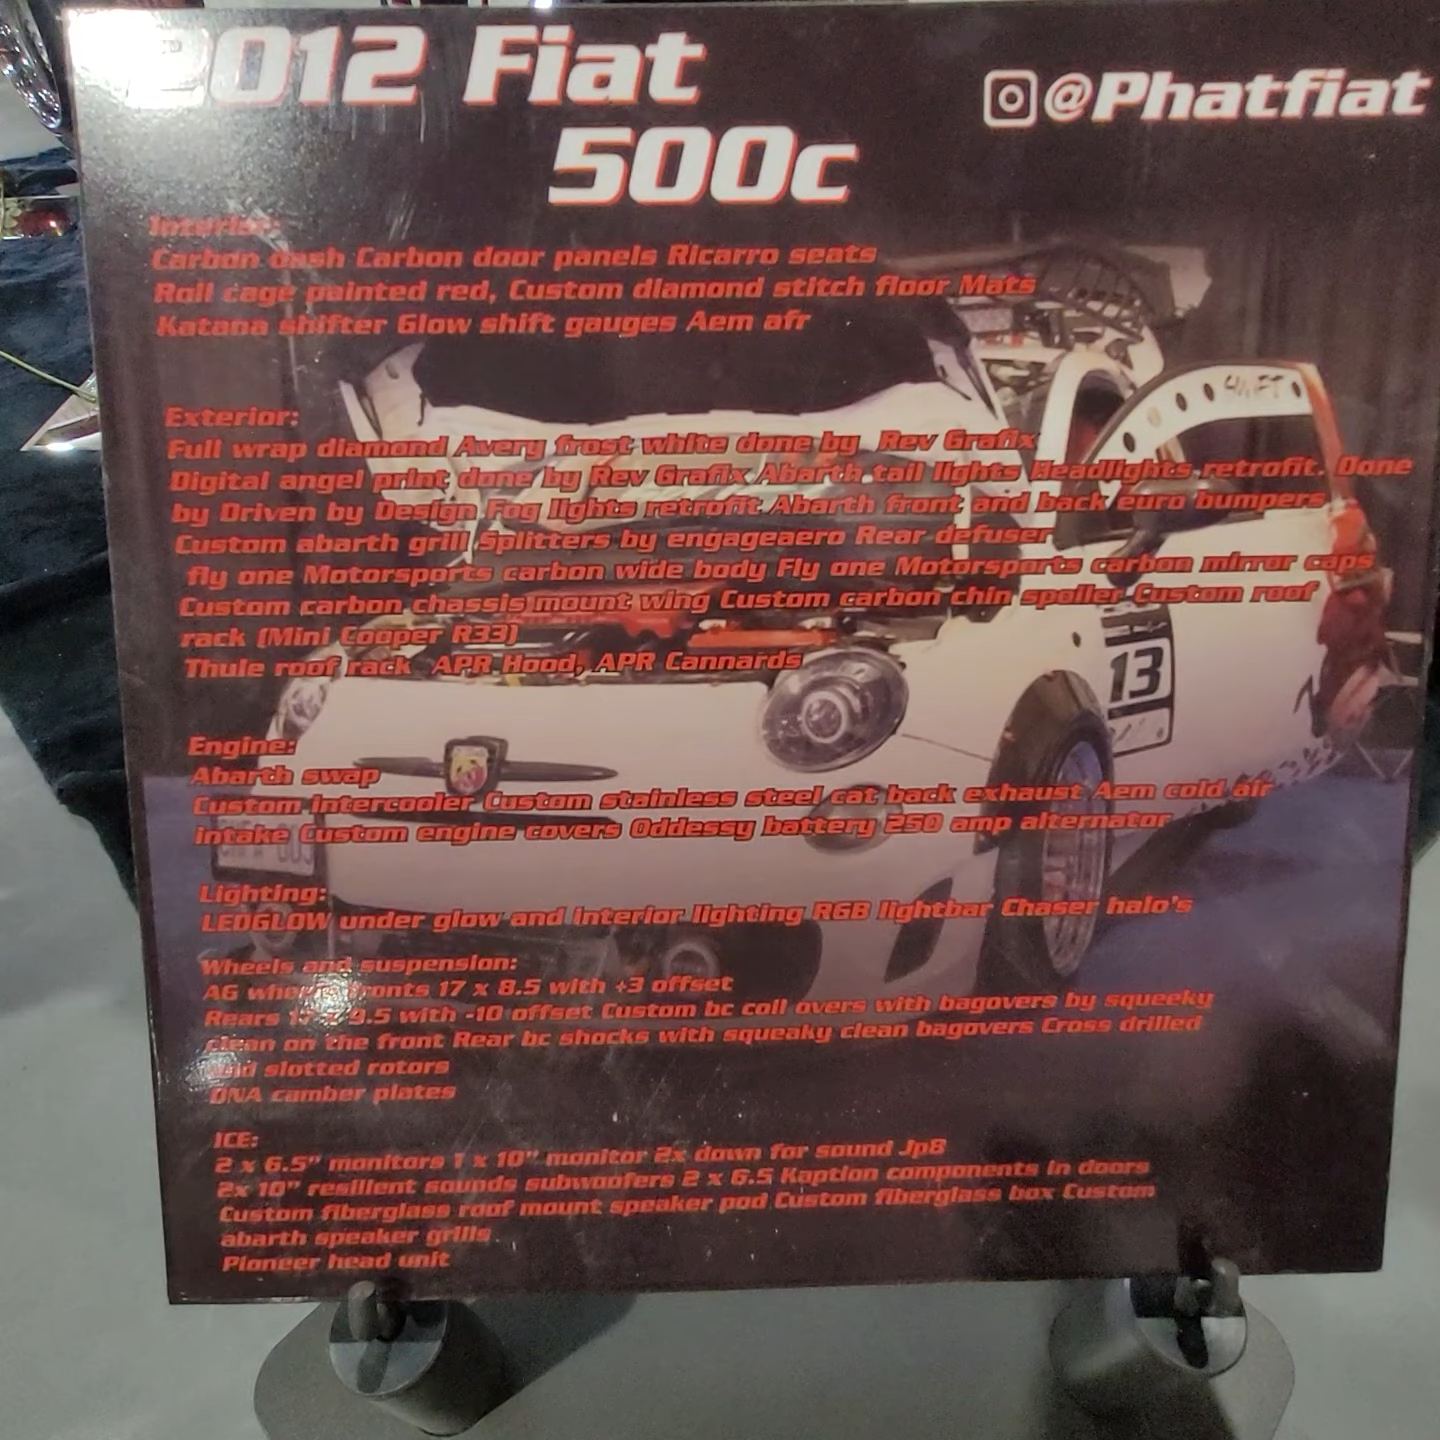 2012 Fiat
500c
@Phatfiat
Interior:
Carbon dash Carbon door panels Ricarro seats
Roll cage painted red, Custom diamond stitch floor Mats
Katana shifter Glow shift gauges Aem afr
Exterior:
Full wrap diamond Avery frost white done by Rev Grafix
Digital angel print done by Rev Grafix Abarth tail lights Headlights retrofit. Done
by Driven by Design Fog lights retrofit Abarth front and back euro bumpers
Custom abarth grill Splitters by engageaero Rear defuser
fly one Motorsports carbon wide body Fly one Motorsports carbon mirror caps
Custom carbon chassis mount wing Custom carbon chin spoiler Custom roof
rack (Mini Cooper R33)
Thule roof rack APR Hood, APR Cannards
13
Engine:
Abarth swap
Custom intercooler Custom stainless steel cat back exhaust Aem cold air
intake Custom engine covers Oddessy battery 250 amp alternator
Lighting:
LEDGLOW under glow and Interior lighting RGB lightbar Chaser halo's
Wheels and suspension:
AG wheels fronts 17 x 8.5 with +3 offset
Rears 17 x 9.5 with -10 offset Custom bc coil overs with bagovers by squeeky
clean on the front Rear bc shocks with squeaky clean bagovers Cross drilled
and slotted rotors
DNA camber plates
ICE:
2 x 6.5" monitors 1 x 10" monitor 2x down for sound Jp8
2x 10" resilient sounds subwoofers 2 x 6.5 Kaption components in doors
Custom fiberglass roof mount speaker pod Custom fiberglass box Custom
abarth speaker grills
Pioneer head unit